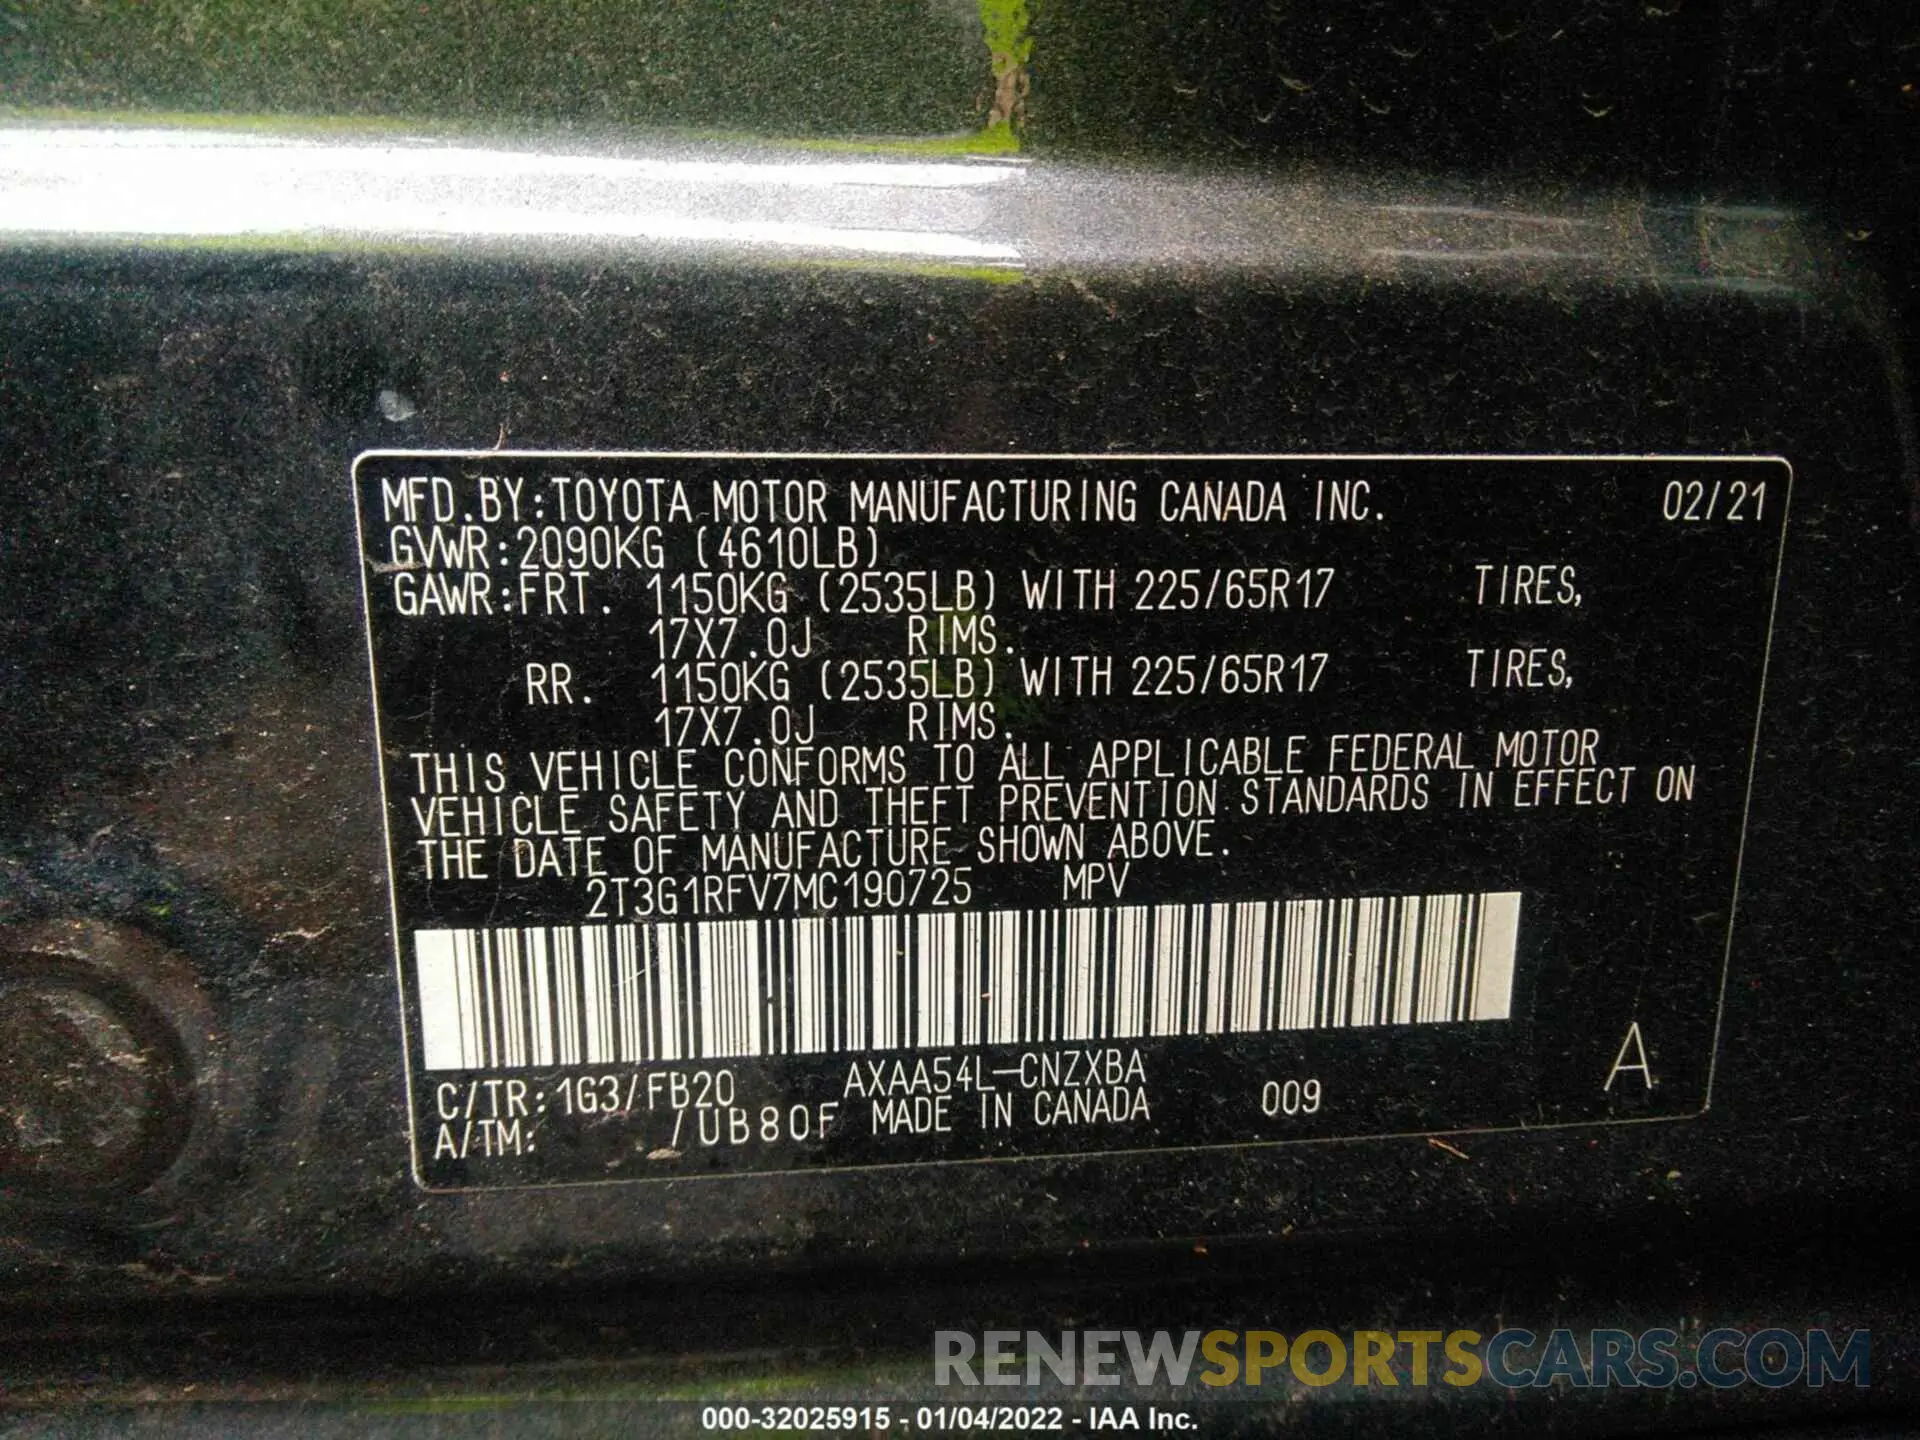 MFD.BY:TOYOTA MOTOR MANUFACTURING CANADA INC. 02/21
GVWR:2090KG (4610LB)
GAWR:FRT. 1150KG (2535LB) WITH 225/65R17 TIRES,
17X7.0J RIMS.
RR. 1150KG (2535LB) WITH 225/65R17 TIRES,
17X7.0J RIMS.
THIS VEHICLE CONFORMS TO ALL APPLICABLE FEDERAL MOTOR
VEHICLE SAFETY AND THEFT PREVENTION STANDARDS IN EFFECT ON
THE DATE OF MANUFACTURE SHOWN ABOVE.
2T3G1RFV7MC190725 MPV
C/TR:1G3/FB20 AXAA54L-CNZXBA
A/TM: /UB80F MADE IN CANADA 009 A
RENEWSPORTSCARS.COM
000-32025915 - 01/04/2022 - IAA Inc.